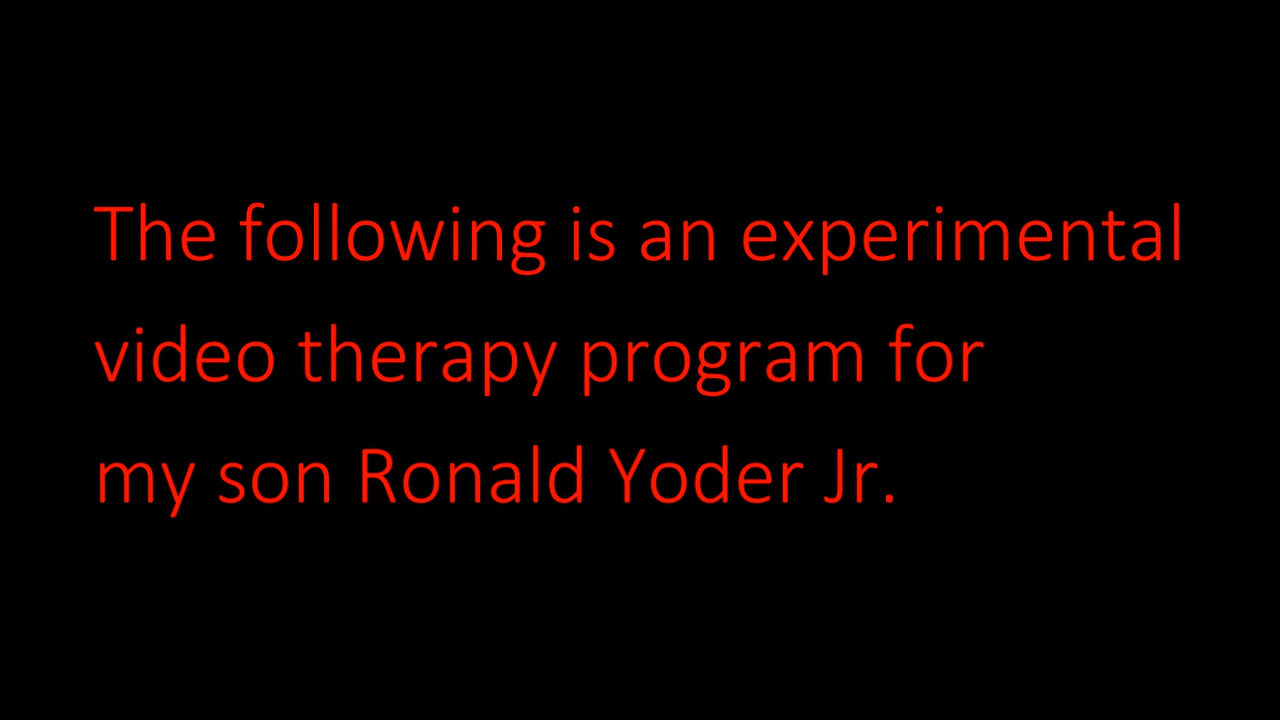 The following is an experimental
video therapy program for
my son Ronald Yoder Jr.